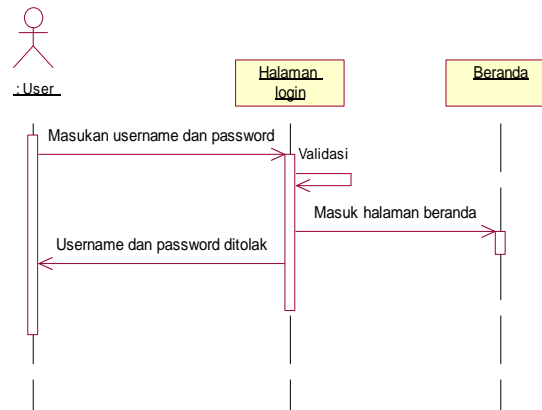 : User
Halaman
login
Beranda
Masukan username dan password
Validasi
Masuk halaman beranda
Username dan password ditolak